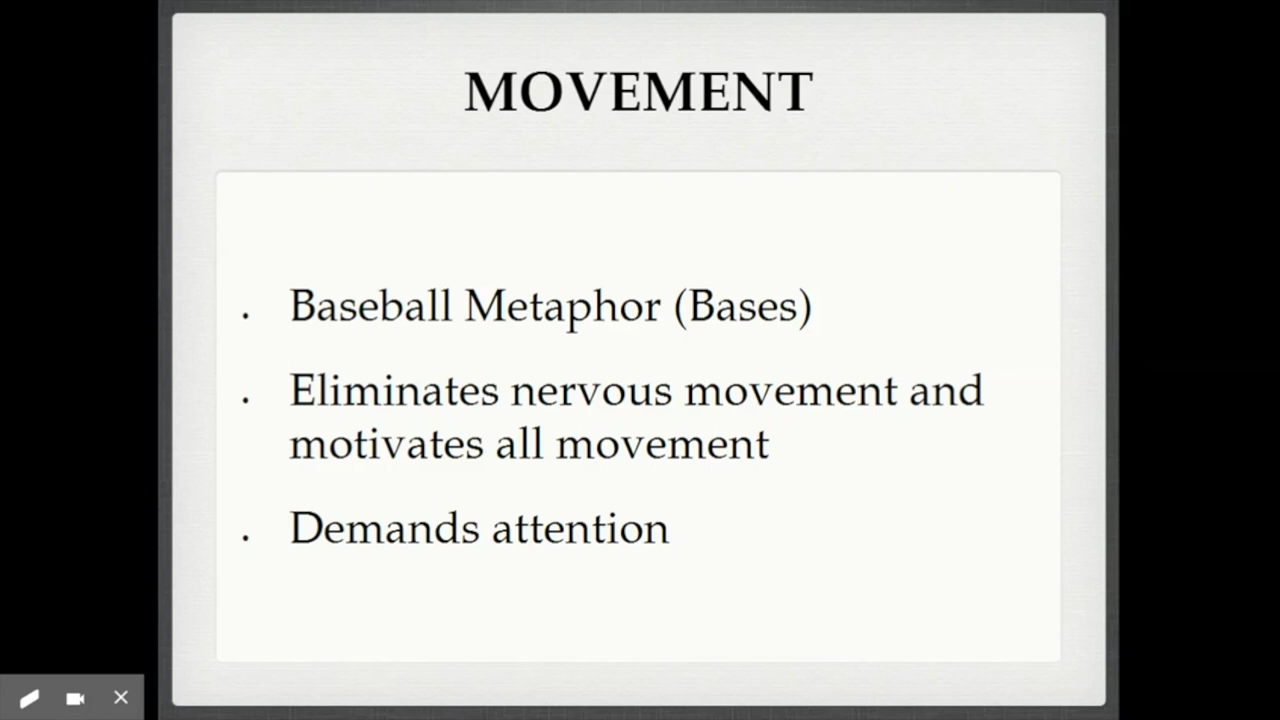 MOVEMENT
. Baseball Metaphor (Bases)
. Eliminates nervous movement and
motivates all movement
. Demands attention